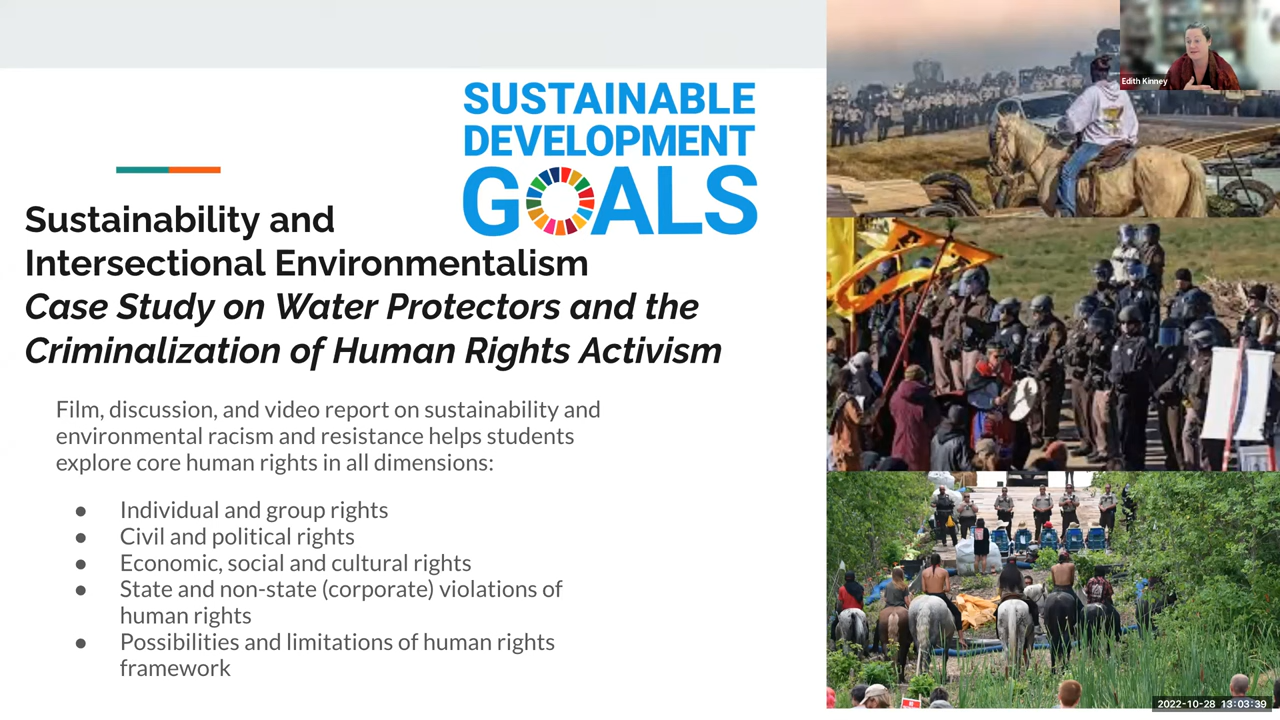 SUSTAINABLE
DEVELOPMENT
GOALS
Sustainability and
Intersectional Environmentalism
Case Study on Water Protectors and the
Criminalization of Human Rights Activism
Film, discussion, and video report on sustainability and
environmental racism and resistance helps students
explore core human rights in all dimensions:
● Individual and group rights
● Civil and political rights
● Economic, social and cultural rights
● State and non-state (corporate) violations of
human rights
● Possibilities and limitations of human rights
framework
Edith Kinney
2022-10-28 13:03:39